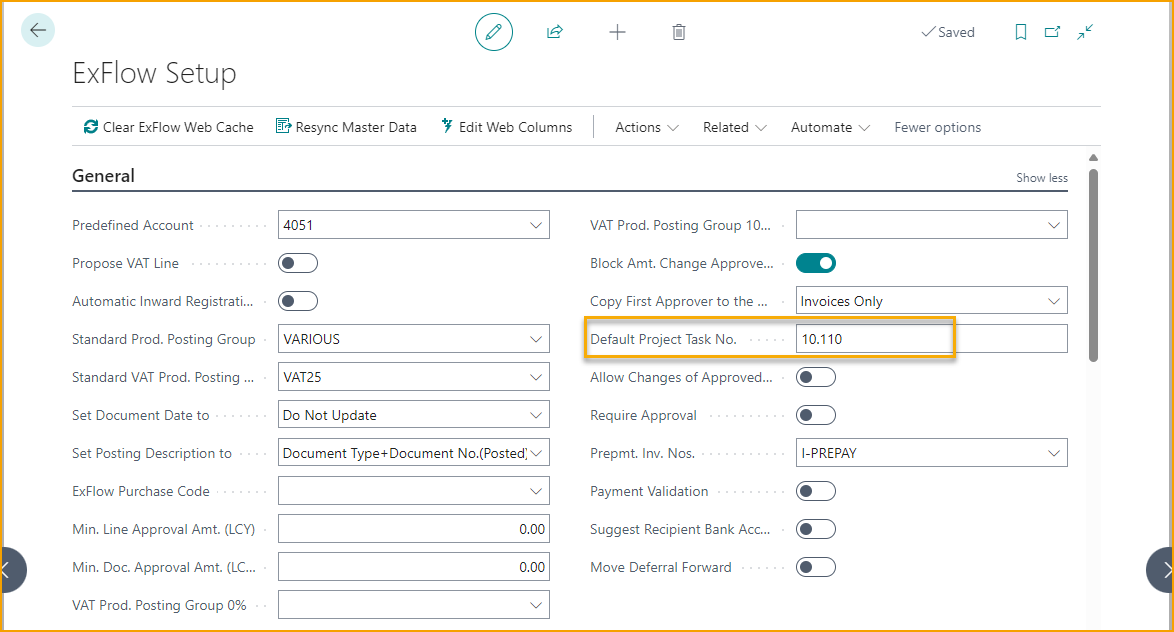 Saved
ExFlow Setup
Clear ExFlow Web Cache Resync Master Data Edit Web Columns Actions Related Automate Fewer options
General Show less
Predefined Account 4051
Propose VAT Line
Automatic Inward Registrati...
Standard Prod. Posting Group VARIOUS
Standard VAT Prod. Posting ... VAT25
Set Document Date to Do Not Update
Set Posting Description to Document Type+Document No.(Posted)
ExFlow Purchase Code
Min. Line Approval Amt. (LCY) 0.00
Min. Doc. Approval Amt. (LC... 0.00
VAT Prod. Posting Group 0%
VAT Prod. Posting Group 10...
Block Amt. Change Approve...
Copy First Approver to the ... Invoices Only
Default Project Task No. 10.110
Allow Changes of Approved...
Require Approval
Prepmt. Inv. Nos. I-PREPAY
Payment Validation
Suggest Recipient Bank Acc...
Move Deferral Forward